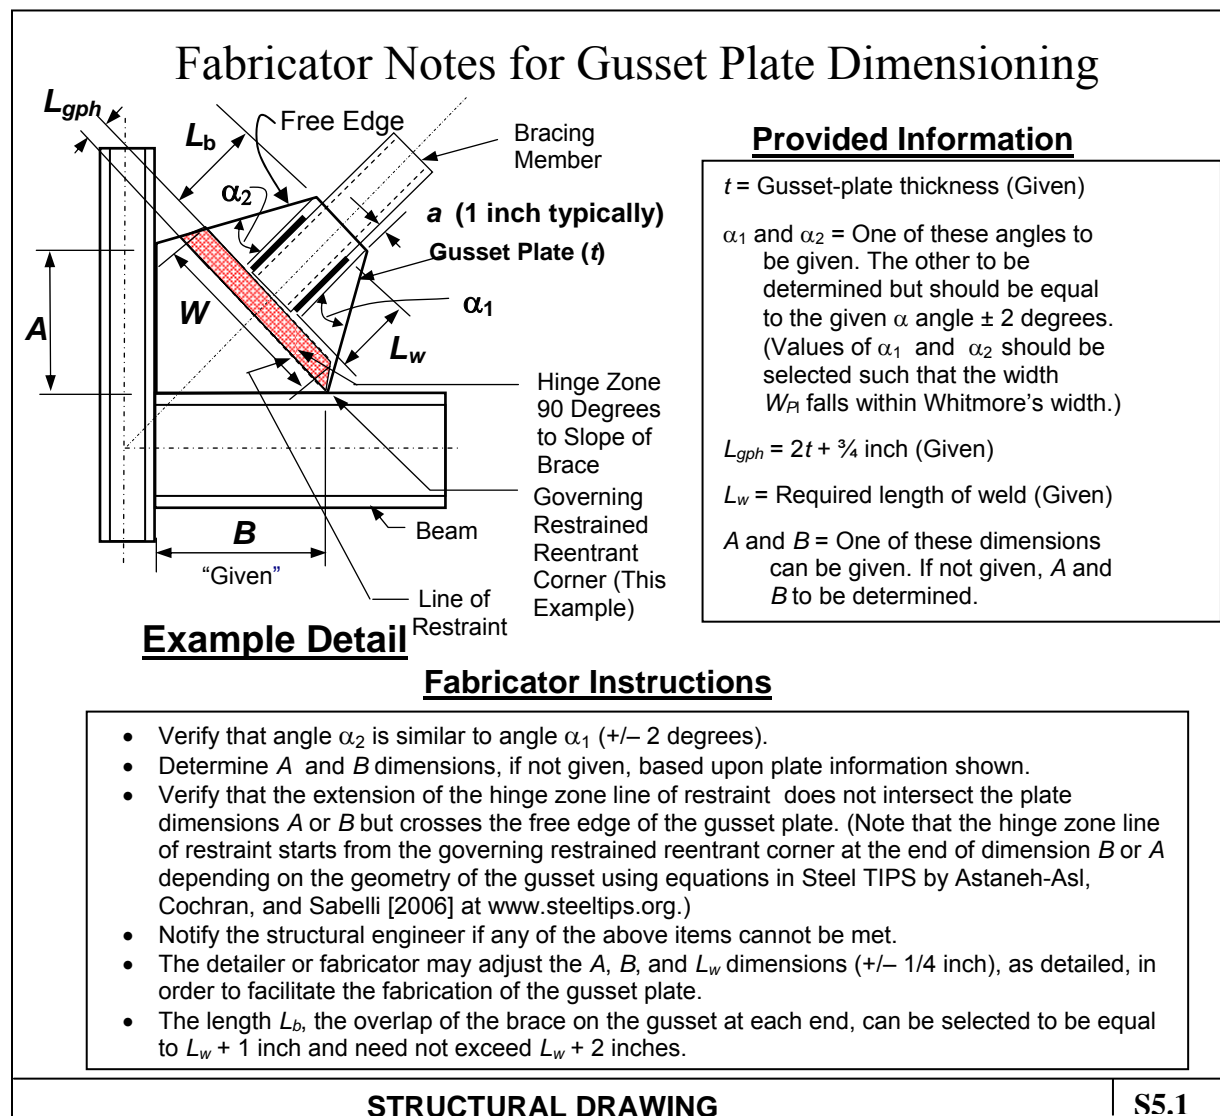 Fabricator Notes for Gusset Plate Dimensioning
Lgph
Lb
Free Edge
Bracing
Member
α2
a (1 inch typically)
Gusset Plate (t)
α1
A
W
Lw
Hinge Zone
90 Degrees
to Slope of
Brace
Governing
Restrained
Reentrant
Corner (This
Example)
B
"Given"
Beam
Line of
Restraint
Example Detail
Provided Information
t = Gusset-plate thickness (Given)
α1 and α2 = One of these angles to
be given. The other to be
determined but should be equal
to the given α angle ± 2 degrees.
(Values of α1 and α2 should be
selected such that the width
WPl falls within Whitmore's width.)
Lgph = 2t + ¾ inch (Given)
Lw = Required length of weld (Given)
A and B = One of these dimensions
can be given. If not given, A and
B to be determined.
Fabricator Instructions
• Verify that angle α2 is similar to angle α1 (+/– 2 degrees).
• Determine A and B dimensions, if not given, based upon plate information shown.
• Verify that the extension of the hinge zone line of restraint does not intersect the plate
dimensions A or B but crosses the free edge of the gusset plate. (Note that the hinge zone line
of restraint starts from the governing restrained reentrant corner at the end of dimension B or A
depending on the geometry of the gusset using equations in Steel TIPS by Astaneh-Asl,
Cochran, and Sabelli [2006] at www.steeltips.org.)
• Notify the structural engineer if any of the above items cannot be met.
• The detailer or fabricator may adjust the A, B, and Lw dimensions (+/– 1/4 inch), as detailed, in
order to facilitate the fabrication of the gusset plate.
• The length Lb, the overlap of the brace on the gusset at each end, can be selected to be equal
to Lw + 1 inch and need not exceed Lw + 2 inches.
STRUCTURAL DRAWING
S5.1